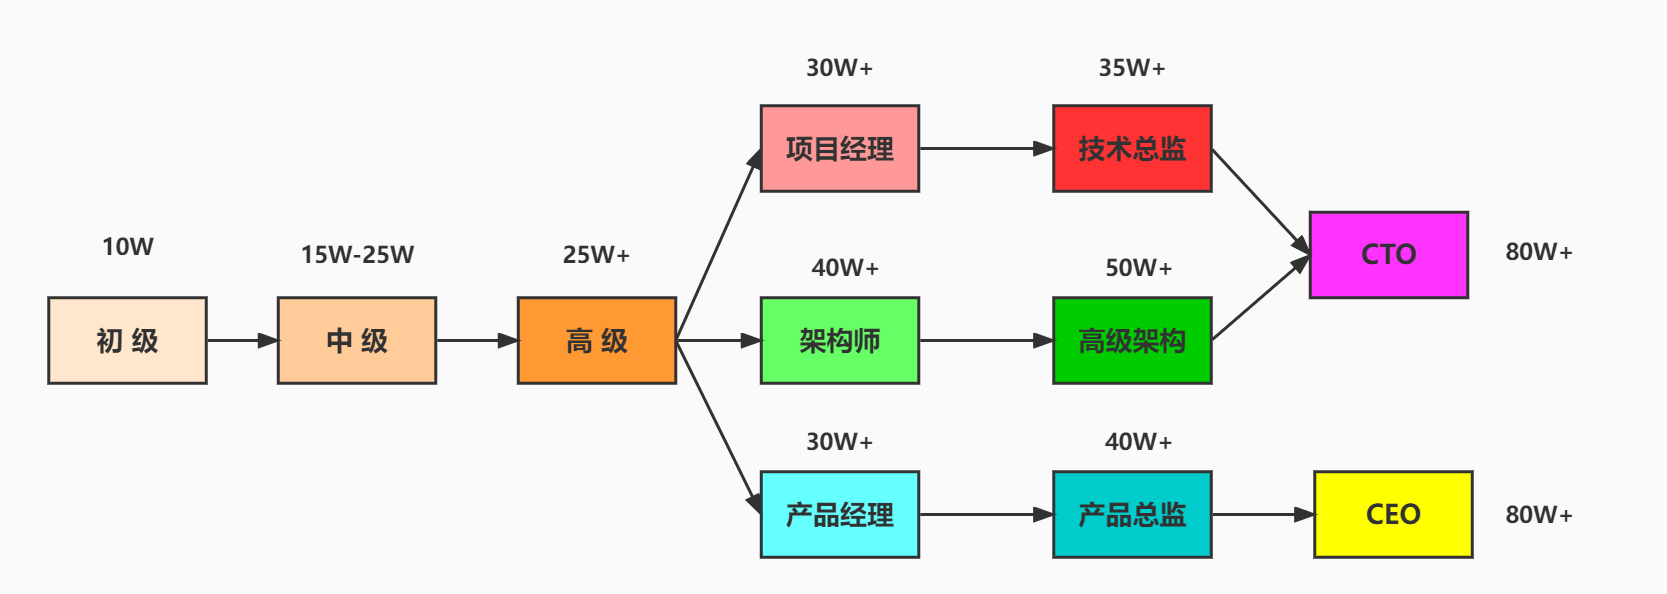 30W+
35W+
项目经理
技术总监
10W
15W-25W
25W+
40W+
50W+
CTO
80W+
初 级
中 级
高 级
架构师
高级架构
30W+
40W+
产品经理
产品总监
CEO
80W+